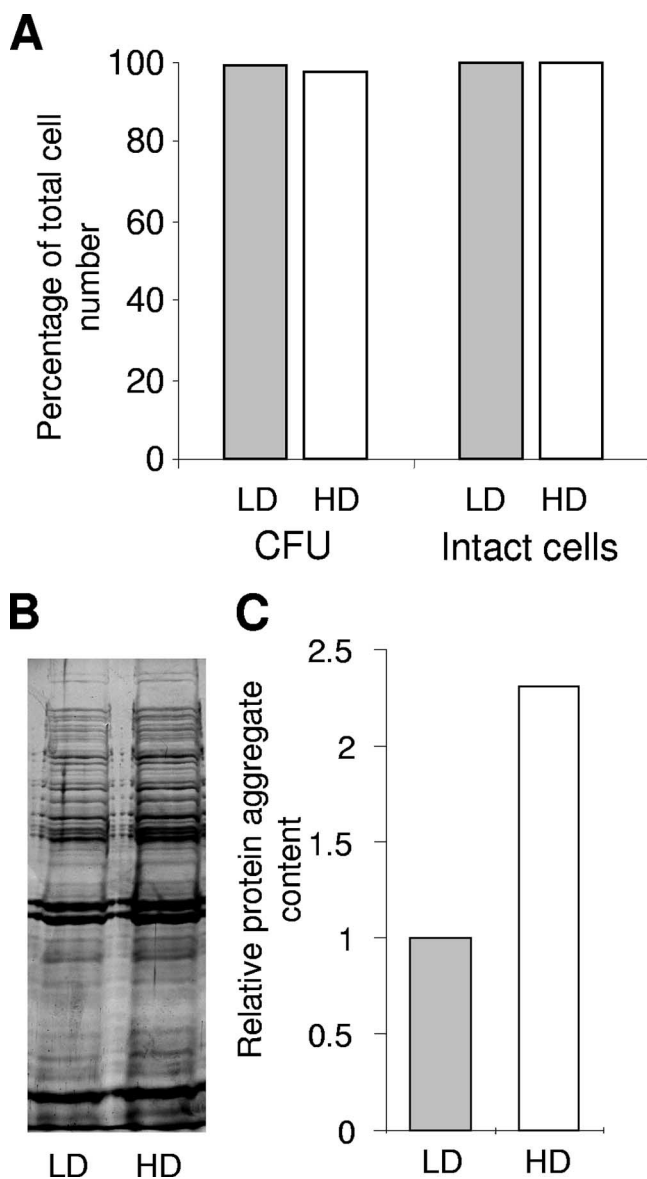 A
Percentage of total cell
number
100
80
60
40
20
0
LD HD LD HD
CFU Intact cells
B
LD HD
C
Relative protein aggregate
content
2.5
2
1.5
1
0.5
0
LD HD